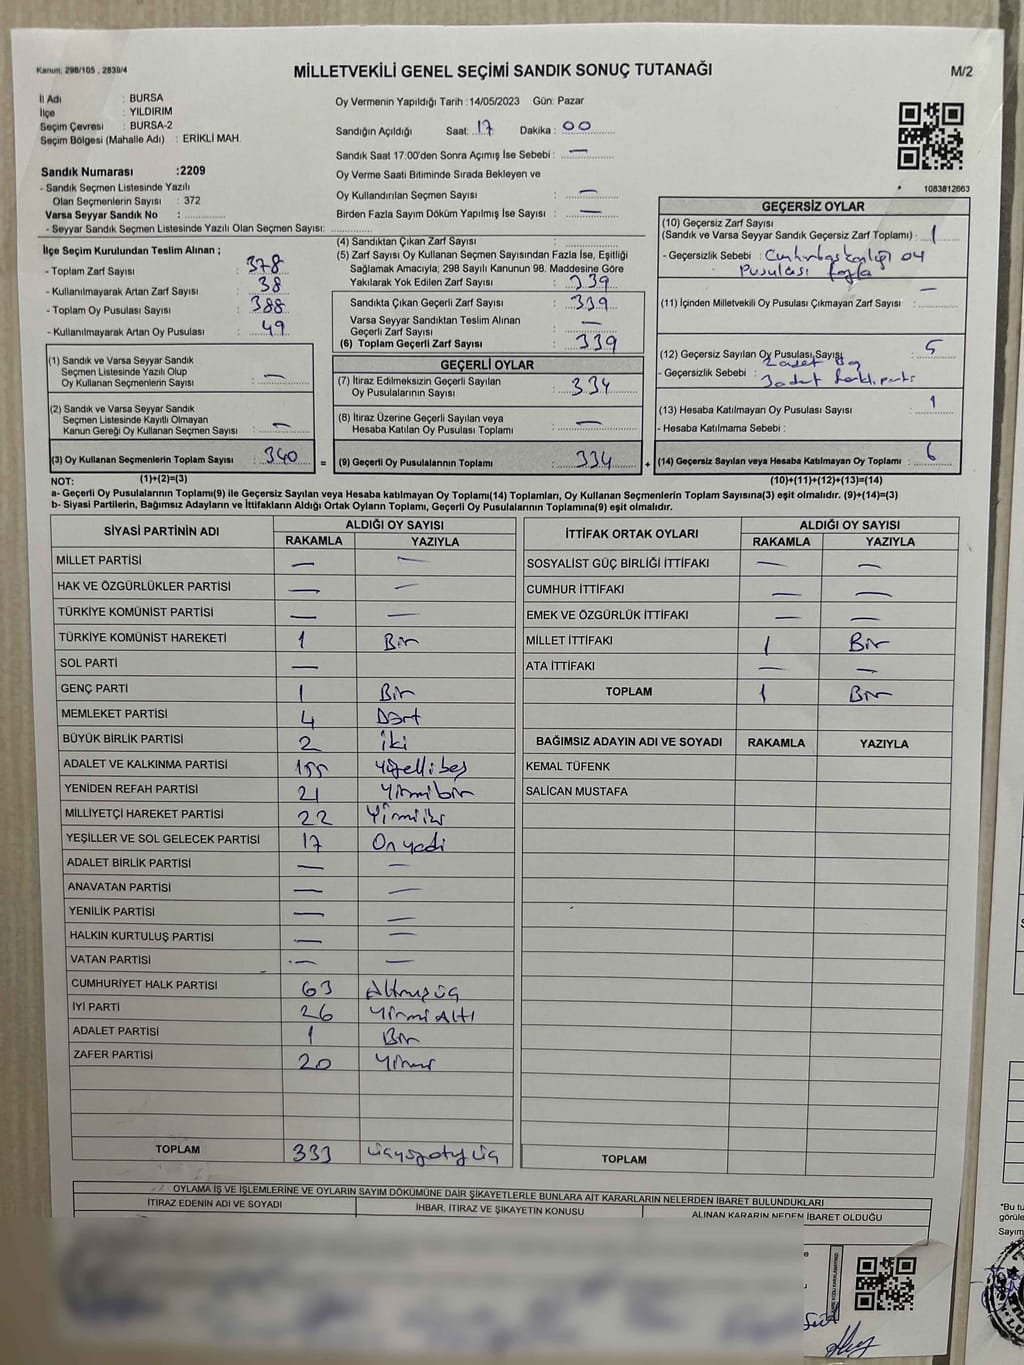 Kanun: 298/105 , 2839/4
MİLLETVEKİLİ GENEL SEÇİMİ SANDIK SONUÇ TUTANAĞI
M/2
İl Adı : BURSA
İlçe : YILDIRIM
Seçim Çevresi : BURSA-2
Seçim Bölgesi (Mahalle Adı) : ERİKLİ MAH.
Oy Vermenin Yapıldığı Tarih :14/05/2023 Gün: Pazar
Sandığın Açıldığı Saat: 17 Dakika : 00
Sandık Saat 17:00'den Sonra Açımış İse Sebebi : —
Oy Verme Saati Bitiminde Sırada Bekleyen ve
Oy Kullandırılan Seçmen Sayısı : —
Birden Fazla Sayım Döküm Yapılmış İse Sayısı : —
1083812663
Sandık Numarası :2209
- Sandık Seçmen Listesinde Yazılı
Olan Seçmenlerin Sayısı : 372
Varsa Seyyar Sandık No :
- Seyyar Sandık Seçmen Listesinde Yazılı Olan Seçmen Sayısı:
İlçe Seçim Kurulundan Teslim Alınan ;
- Toplam Zarf Sayısı : 378
- Kullanılmayarak Artan Zarf Sayısı : 38
- Toplam Oy Pusulası Sayısı : 388
- Kullanılmayarak Artan Oy Pusulası : 49
(4) Sandıktan Çıkan Zarf Sayısı :
(5) Zarf Sayısı Oy Kullanan Seçmen Sayısından Fazla İse, Eşitliği
Sağlamak Amacıyla, 298 Sayılı Kanunun 98. Maddesine Göre
Yakılarak Yok Edilen Zarf Sayısı : 339
Sandıkta Çıkan Geçerli Zarf Sayısı : 339
Varsa Seyyar Sandıktan Teslim Alınan
Geçerli Zarf Sayısı : —
(6) Toplam Geçerli Zarf Sayısı : 339
GEÇERSİZ OYLAR
(10) Geçersiz Zarf Sayısı
(Sandık ve Varsa Seyyar Sandık Geçersiz Zarf Toplamı) : 1
- Geçersizlik Sebebi : Cumhurbaşkanlığı oy
Pusulası fazla
(11) İçinden Milletvekili Oy Pusulası Çıkmayan Zarf Sayısı : —
(12) Geçersiz Sayılan Oy Pusulası Sayısı : 5
- Geçersizlik Sebebi : 2 adet
3 adet farklı parti
(13) Hesaba Katılmayan Oy Pusulası Sayısı : 1
- Hesaba Katılmama Sebebi :
(14) Geçersiz Sayılan veya Hesaba Katılmayan Oy Toplamı : 6
(10)+(11)+(12)+(13)=(14)
(1) Sandık ve Varsa Seyyar Sandık
Seçmen Listesinde Yazılı Olup
Oy Kullanan Seçmenlerin Sayısı : —
(2) Sandık ve Varsa Seyyar Sandık
Seçmen Listesinde Kayıtlı Olmayan
Kanun Gereği Oy Kullanan Seçmen Sayısı : —
(3) Oy Kullanan Seçmenlerin Toplam Sayısı : 340 =
(1)+(2)=(3)
GEÇERLİ OYLAR
(7) İtiraz Edilmeksizin Geçerli Sayılan
Oy Pusulalarının Sayısı : 334
(8) İtiraz Üzerine Geçerli Sayılan veya
Hesaba Katılan Oy Pusulası Toplamı : —
(9) Geçerli Oy Pusulalarının Toplamı : 334 +
NOT:
a- Geçerli Oy Pusulalarının Toplamı(9) ile Geçersiz Sayılan veya Hesaba katılmayan Oy Toplamı(14) Toplamları, Oy Kullanan Seçmenlerin Toplam Sayısına(3) eşit olmalıdır. (9)+(14)=(3)
b- Siyasi Partilerin, Bağımsız Adayların ve İttifakların Aldığı Ortak Oyların Toplamı, Geçerli Oy Pusulalarının Toplamına(9) eşit olmalıdır.
SİYASİ PARTİNİN ADI ALDIĞI OY SAYISI
RAKAMLA YAZIYLA
MİLLET PARTİSİ — —
HAK VE ÖZGÜRLÜKLER PARTİSİ — —
TÜRKİYE KOMÜNİST PARTİSİ — —
TÜRKİYE KOMÜNİST HAREKETİ 1 Bir
SOL PARTİ —
GENÇ PARTİ 1 Bir
MEMLEKET PARTİSİ 4 Dört
BÜYÜK BİRLİK PARTİSİ 2 iki
ADALET VE KALKINMA PARTİSİ 155 yüzellibeş
YENİDEN REFAH PARTİSİ 21 Yirmibir
MİLLİYETÇİ HAREKET PARTİSİ 22 Yirmiiki
YEŞİLLER VE SOL GELECEK PARTİSİ 17 On yedi
ADALET BİRLİK PARTİSİ — —
ANAVATAN PARTİSİ — —
YENİLİK PARTİSİ — —
HALKIN KURTULUŞ PARTİSİ — —
VATAN PARTİSİ — —
CUMHURİYET HALK PARTİSİ 63 Altmışüç
İYİ PARTİ 26 Yirmi Altı
ADALET PARTİSİ 1 Bir
ZAFER PARTİSİ 20 Yirmi
TOPLAM 333 üçyüzotuzüç
İTTİFAK ORTAK OYLARI ALDIĞI OY SAYISI
RAKAMLA YAZIYLA
SOSYALİST GÜÇ BİRLİĞİ İTTİFAKI — —
CUMHUR İTTİFAKI — —
EMEK VE ÖZGÜRLÜK İTTİFAKI — —
MİLLET İTTİFAKI 1 Bir
ATA İTTİFAKI — —
TOPLAM 1 Bir
BAĞIMSIZ ADAYIN ADI VE SOYADI RAKAMLA YAZIYLA
KEMAL TÜFENK
SALİCAN MUSTAFA
TOPLAM
OYLAMA İŞ VE İŞLEMLERİNE VE OYLARIN SAYIM DÖKÜMÜNE DAİR ŞİKAYETLERLE BUNLARA AİT KARARLARIN NELERDEN İBARET BULUNDUKLARI
İTİRAZ EDENİN ADI VE SOYADI İHBAR, İTİRAZ VE ŞİKAYETİN KONUSU ALINAN KARARIN NEDEN İBARET OLDUĞU
"Bu tu
görüle
Sayım